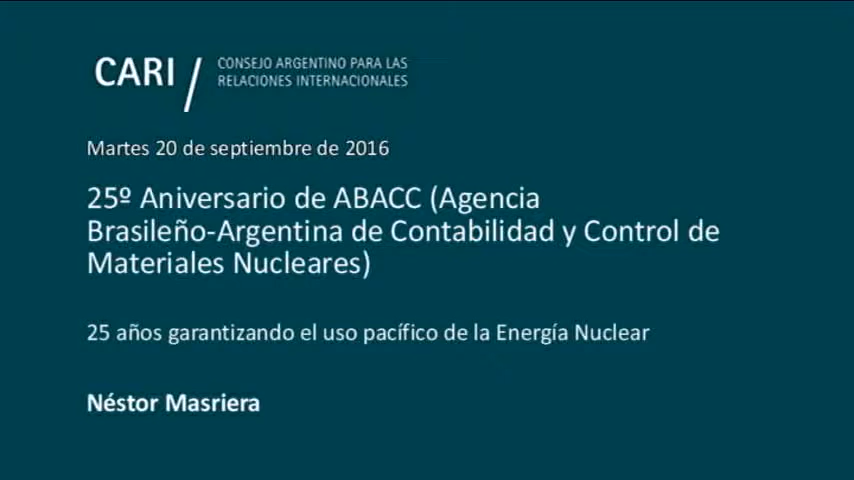 CARI / CONSEJO ARGENTINO PARA LAS
RELACIONES INTERNACIONALES
Martes 20 de septiembre de 2016
25º Aniversario de ABACC (Agencia
Brasileño-Argentina de Contabilidad y Control de
Materiales Nucleares)
25 años garantizando el uso pacífico de la Energía Nuclear
Néstor Masriera